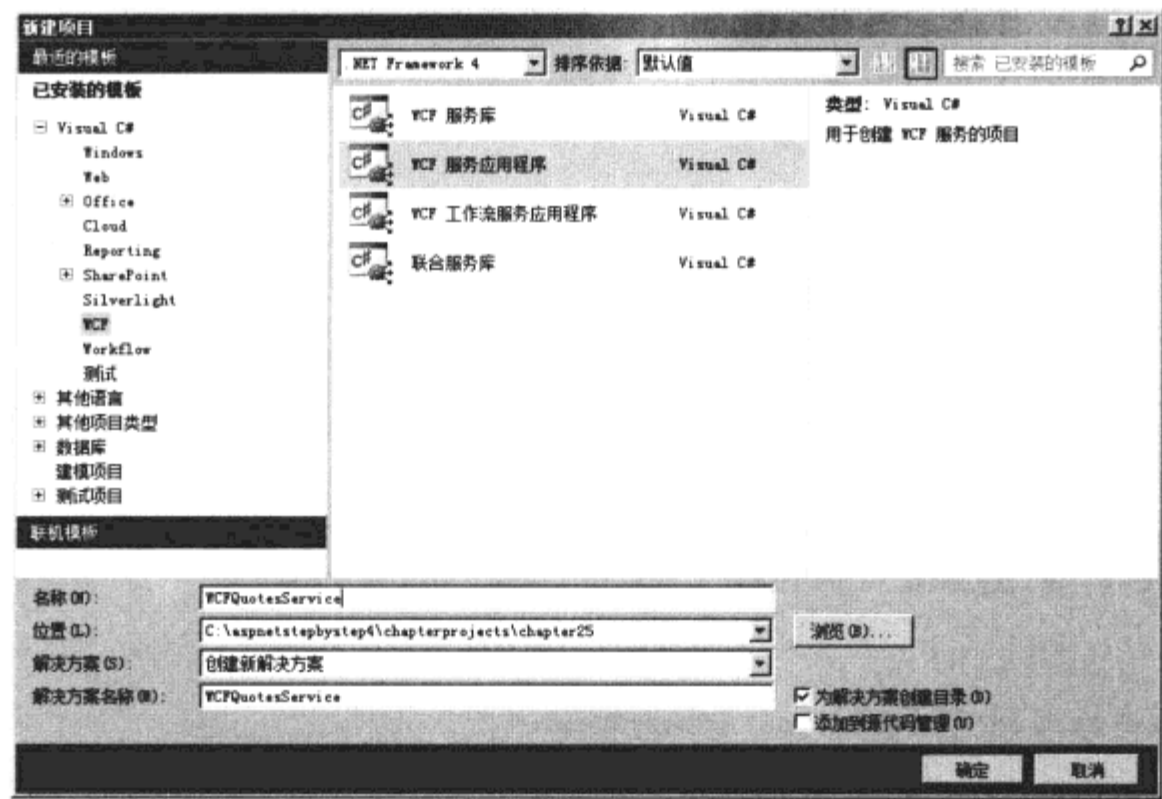 新建项目
最近的模板
.NET Framework 4
排序依据:
默认值
搜索 已安装的模板
已安装的模板
Visual C#
Windows
Web
Office
Cloud
Reporting
SharePoint
Silverlight
WCF
Workflow
测试
其他语言
其他项目类型
数据库
建模项目
测试项目
联机模板
WCF 服务库 Visual C#
WCF 服务应用程序 Visual C#
WCF 工作流服务应用程序 Visual C#
联合服务库 Visual C#
类型: Visual C#
用于创建 WCF 服务的项目
名称(N): WCFQuotesService
位置(L): C:\aspnetstepbystep4\chapterprojects\chapter25
浏览(B)...
解决方案(S): 创建新解决方案
解决方案名称(M): WCFQuotesService
为解决方案创建目录(D)
添加到源代码管理(U)
确定 取消